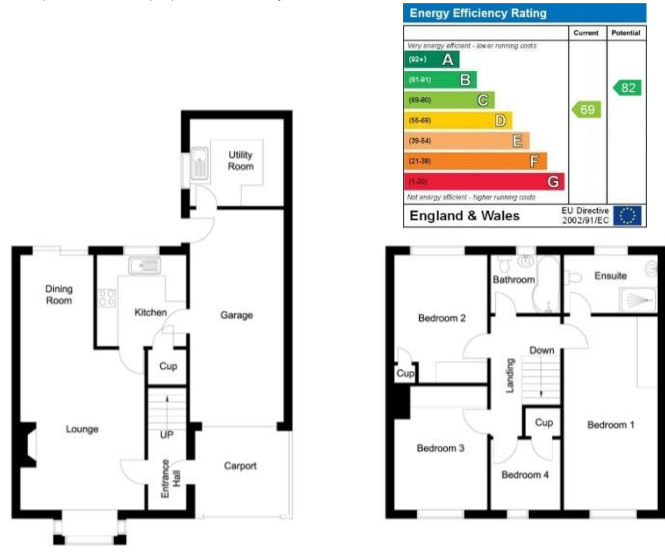 Energy Efficiency Rating
Current Potential
Very energy efficient - lower running costs
(92+) A
(81-91) B
(69-80) C
(55-68) D
(39-54) E
(21-38) F
(1-20) G
69
82
Not energy efficient - higher running costs
England & Wales
EU Directive
2002/91/EC
Utility
Room
Dining
Room
Kitchen
Garage
Cup
Lounge
UP
Entrance
Hall
Carport
Bathroom
Ensuite
Bedroom 2
Down
Landing
Cup
Cup
Bedroom 1
Bedroom 3
Bedroom 4